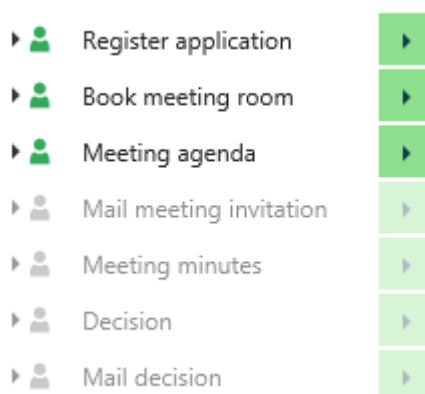 Register application
Book meeting room
Meeting agenda
Mail meeting invitation
Meeting minutes
Decision
Mail decision